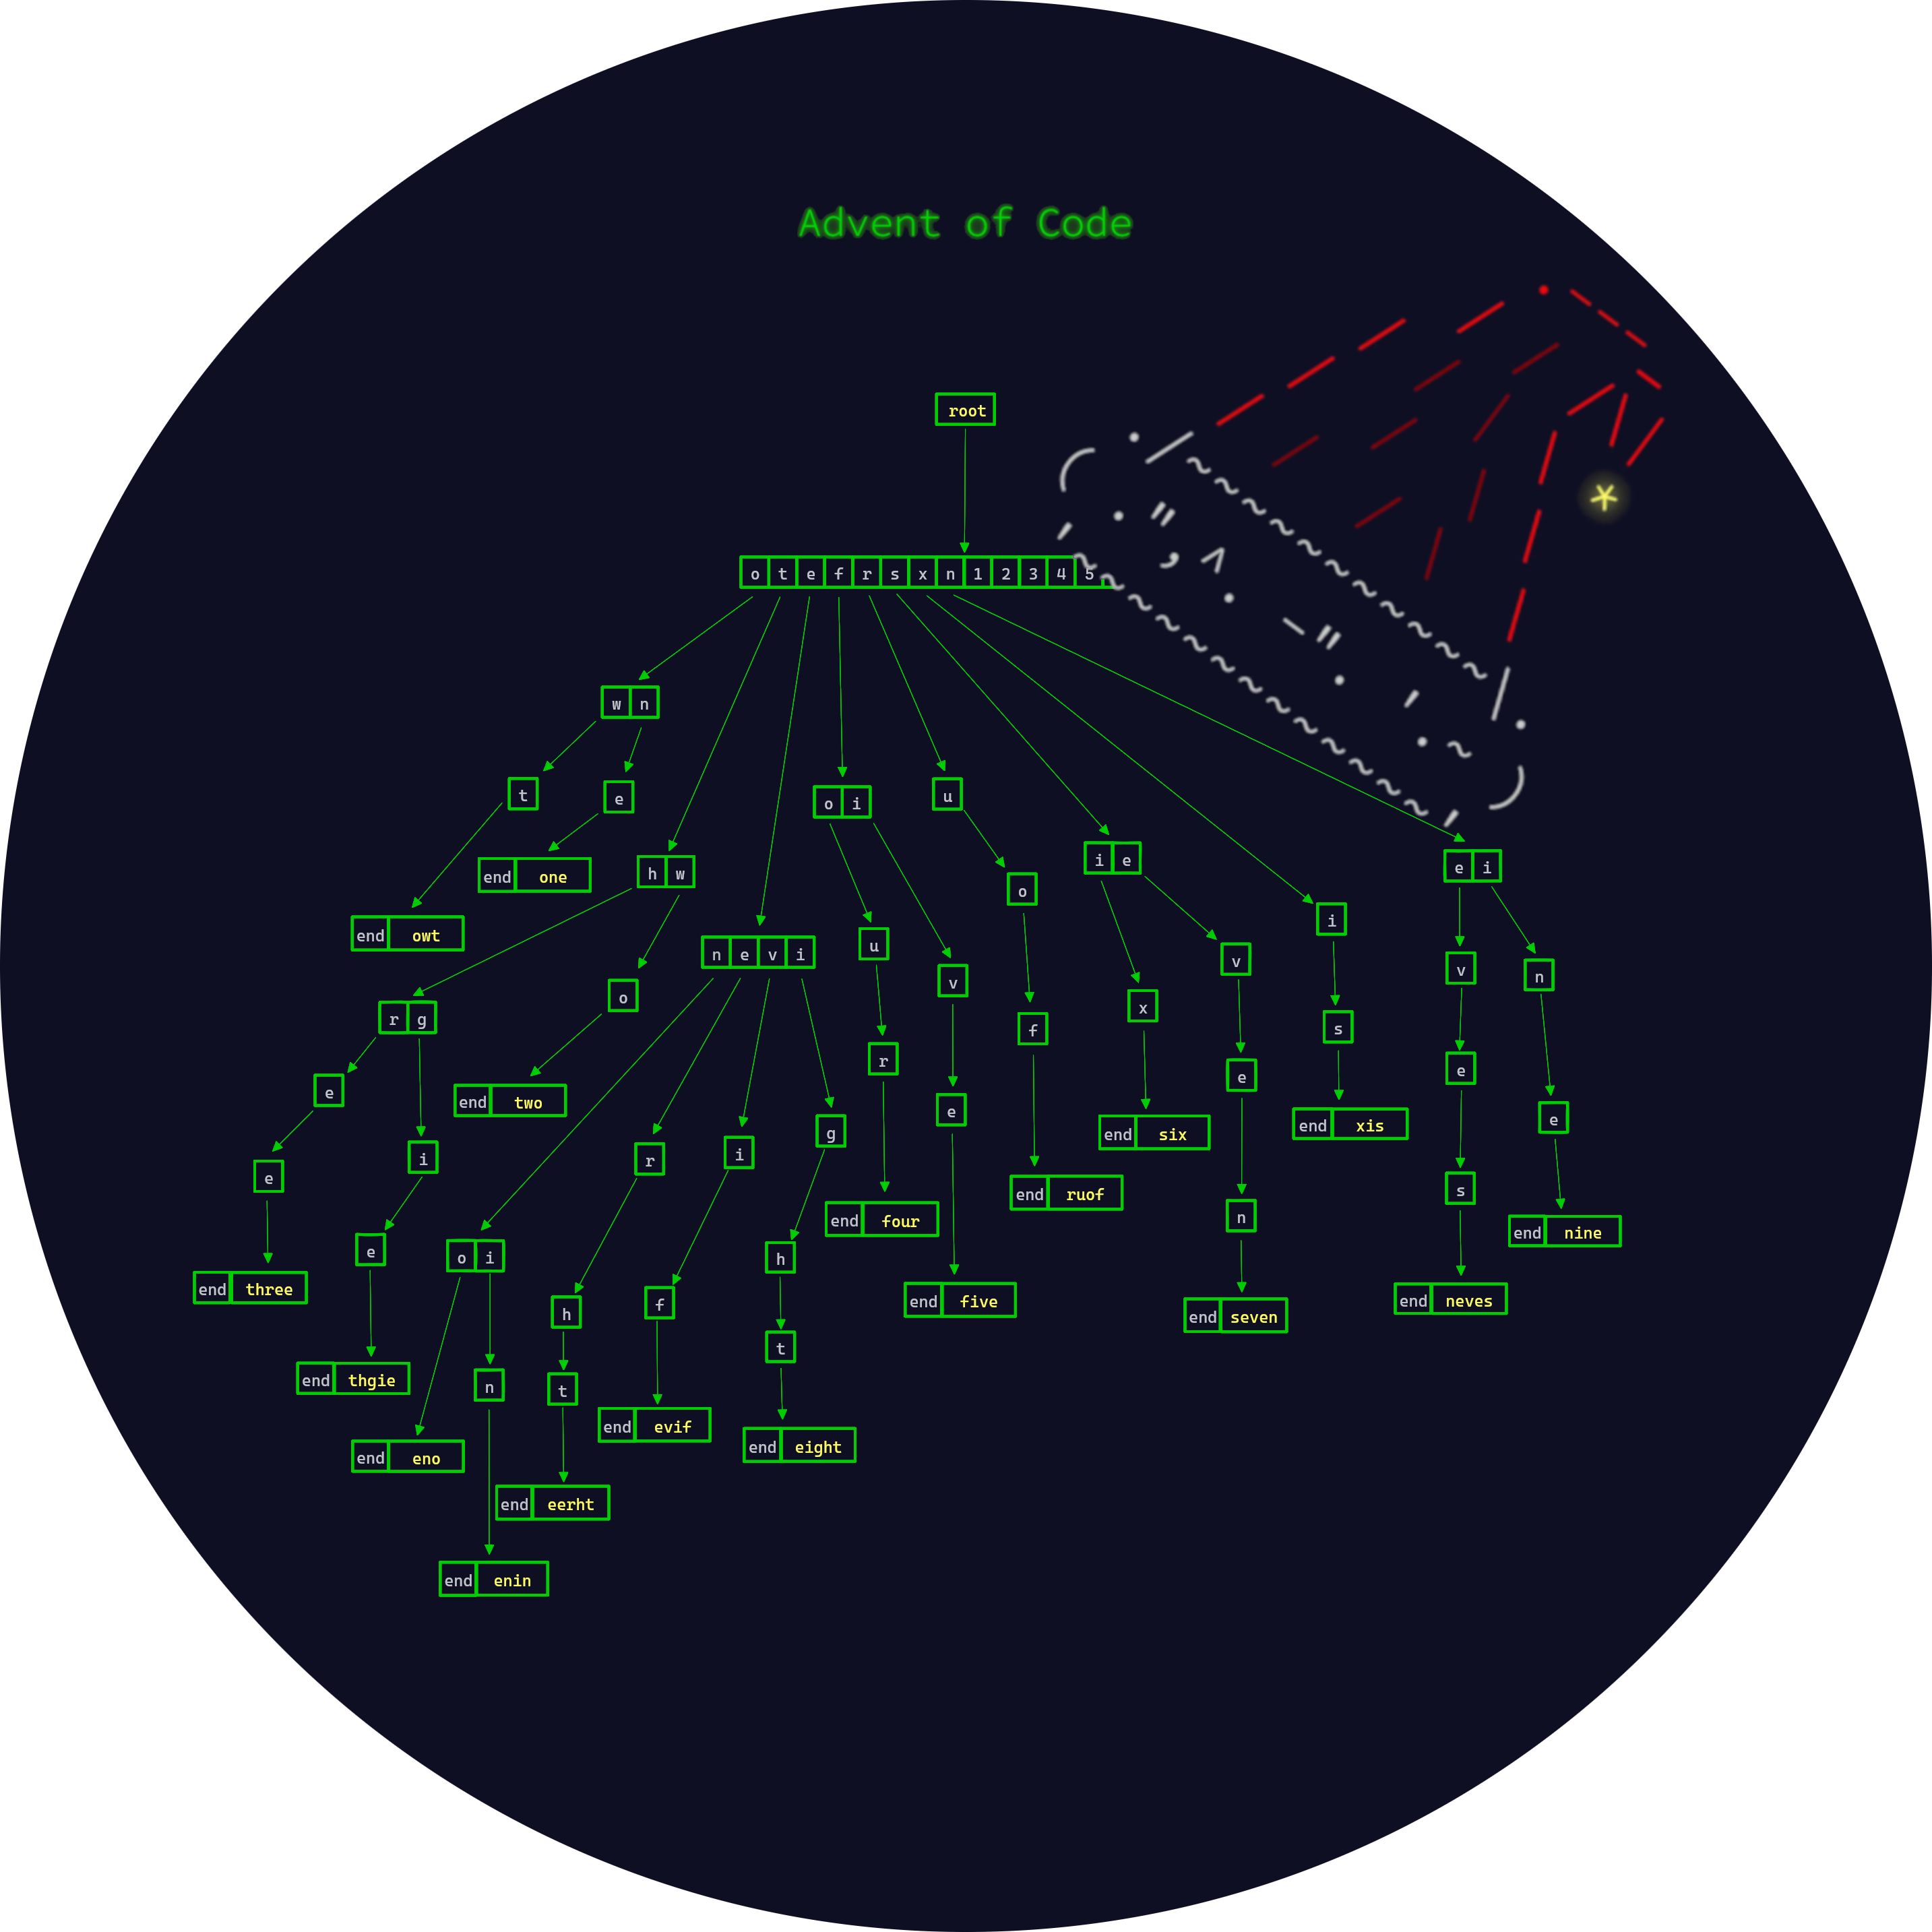 Advent of Code
root
o t e f r s x n 1 2 3 4 5
w n
t
e
o i
u
end one
h w
i e
e i
o
end owt
n e v i
u
i
v
v
n
r g
o
f
x
s
e
end two
r
e
e
e
v
e
end six
end xis
e
i
r
i
g
end four
end ruof
n
s
end nine
e
o i
h
end five
end seven
end neves
end three
h
f
t
end thgie
n
t
end evif
end eight
end eno
end eerht
end enin